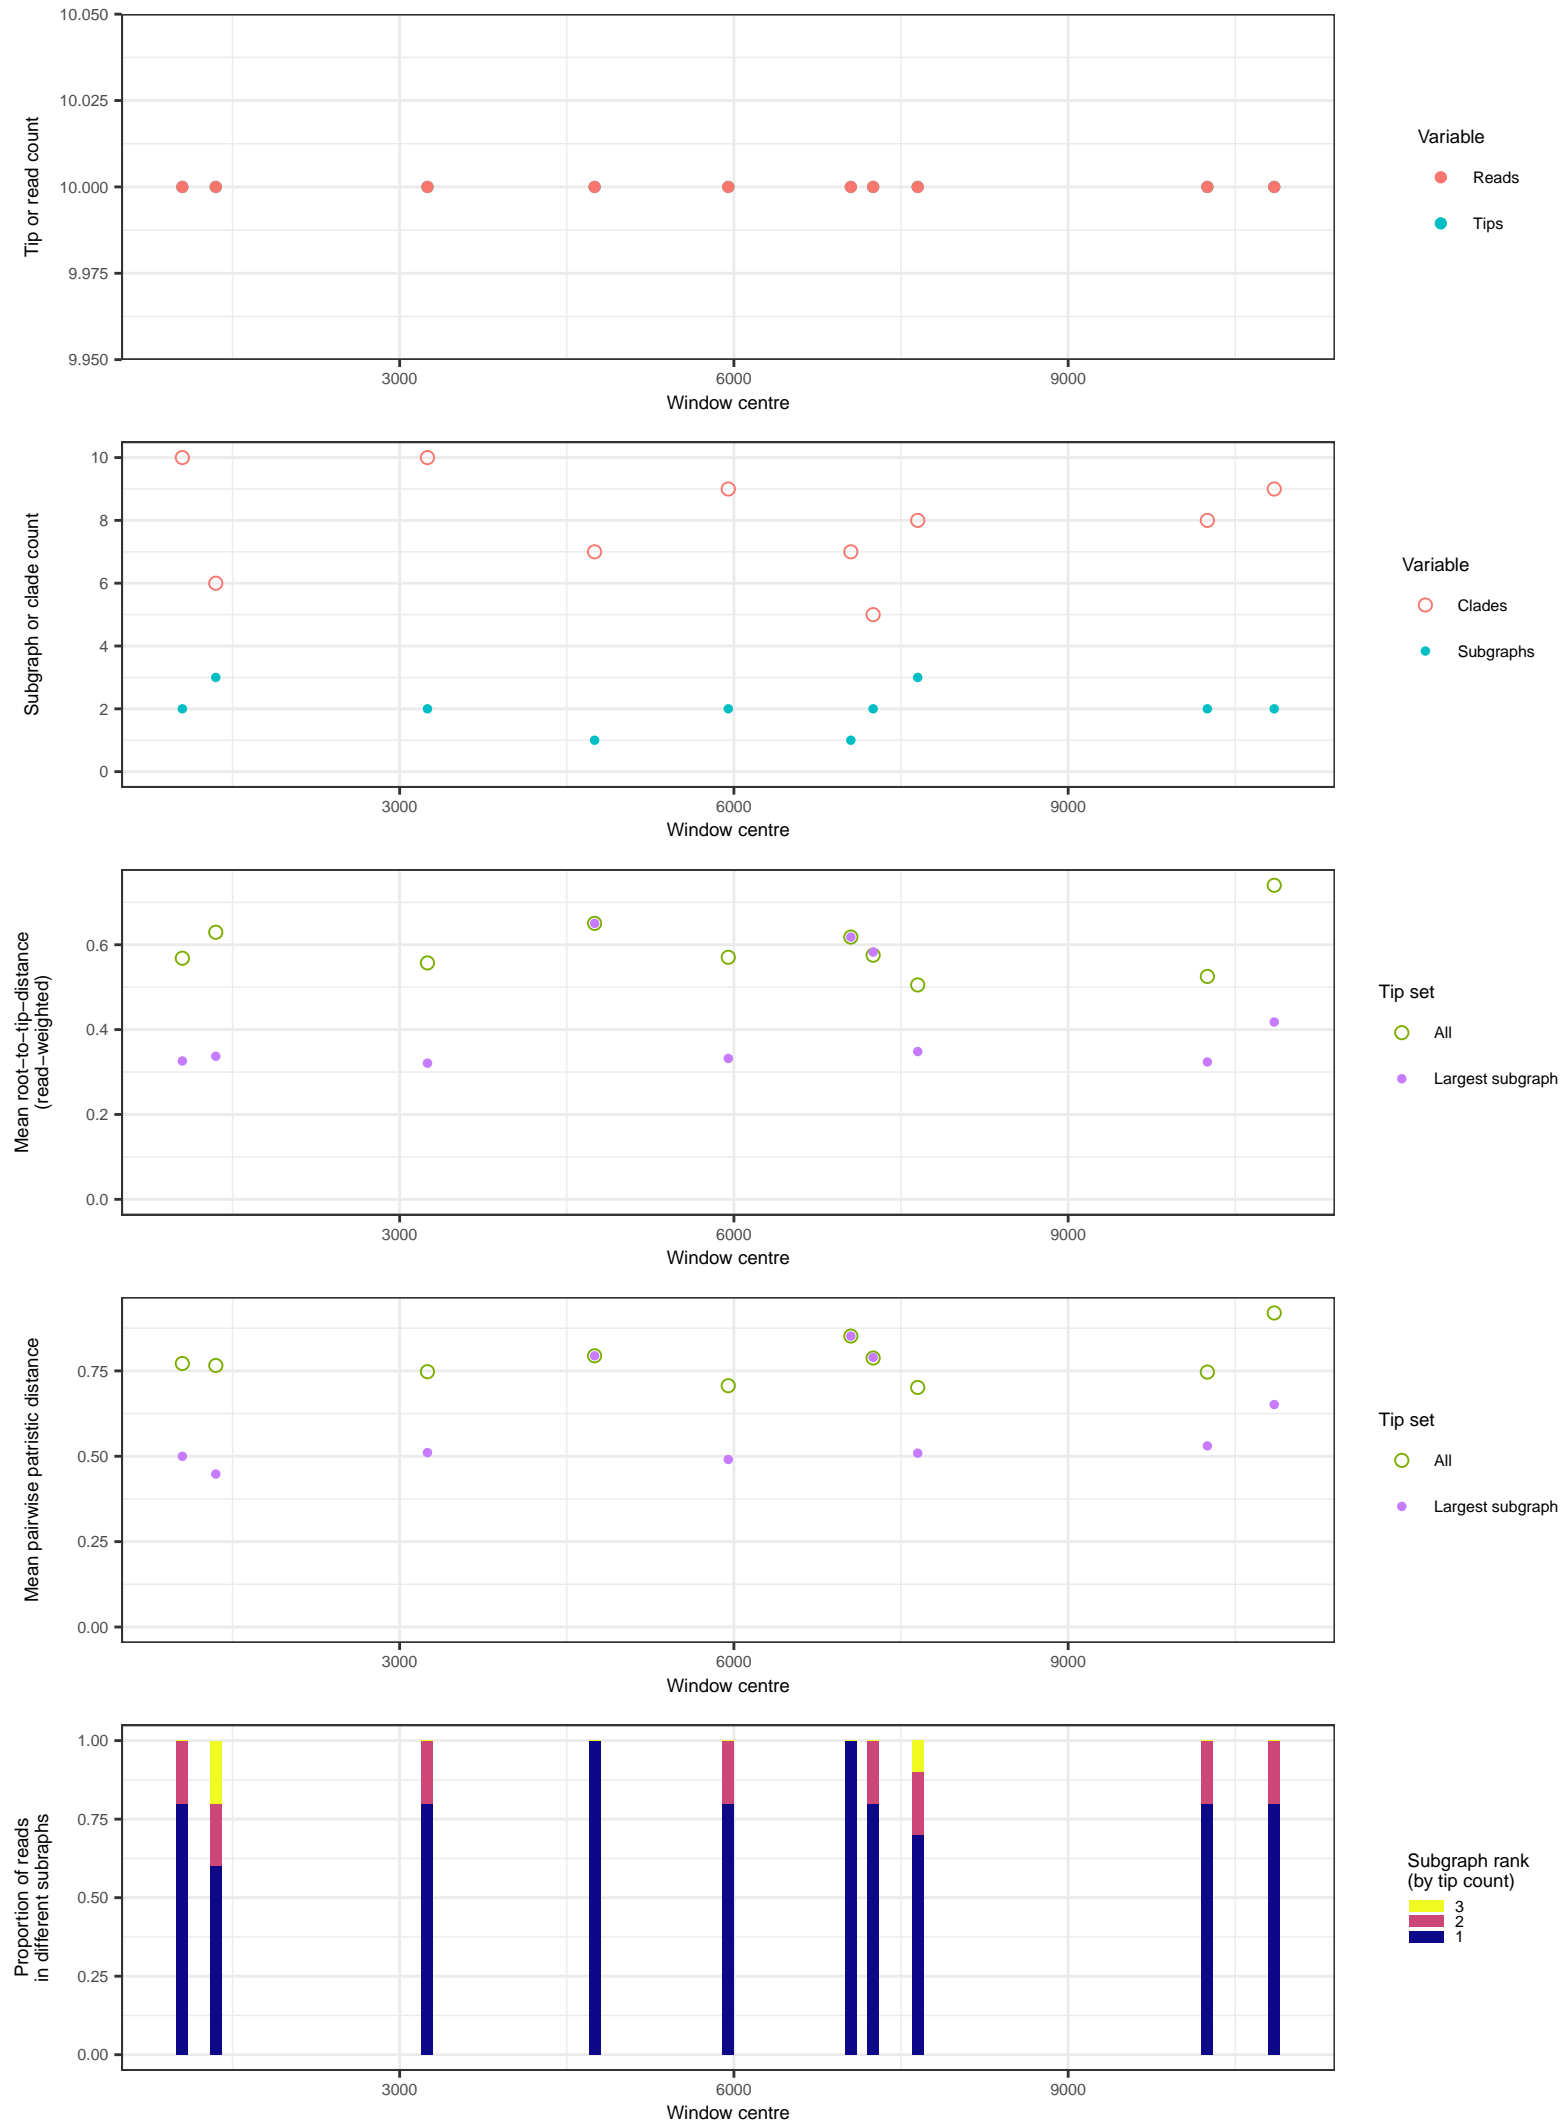 10.050
10.025
10.000
9.975
9.950
Tip or read count
3000
6000
9000
Window centre
Variable
Reads
Tips
10
8
6
4
2
0
Subgraph or clade count
3000
6000
9000
Window centre
Variable
Clades
Subgraphs
0.6
0.4
0.2
0.0
Mean root−to−tip−distance
(read−weighted)
3000
6000
9000
Window centre
Tip set
All
Largest subgraph
0.75
0.50
0.25
0.00
Mean pairwise patristic distance
3000
6000
9000
Window centre
Tip set
All
Largest subgraph
1.00
0.75
0.50
0.25
0.00
Proportion of reads
in different subraphs
3000
6000
9000
Window centre
Subgraph rank
(by tip count)
3
2
1